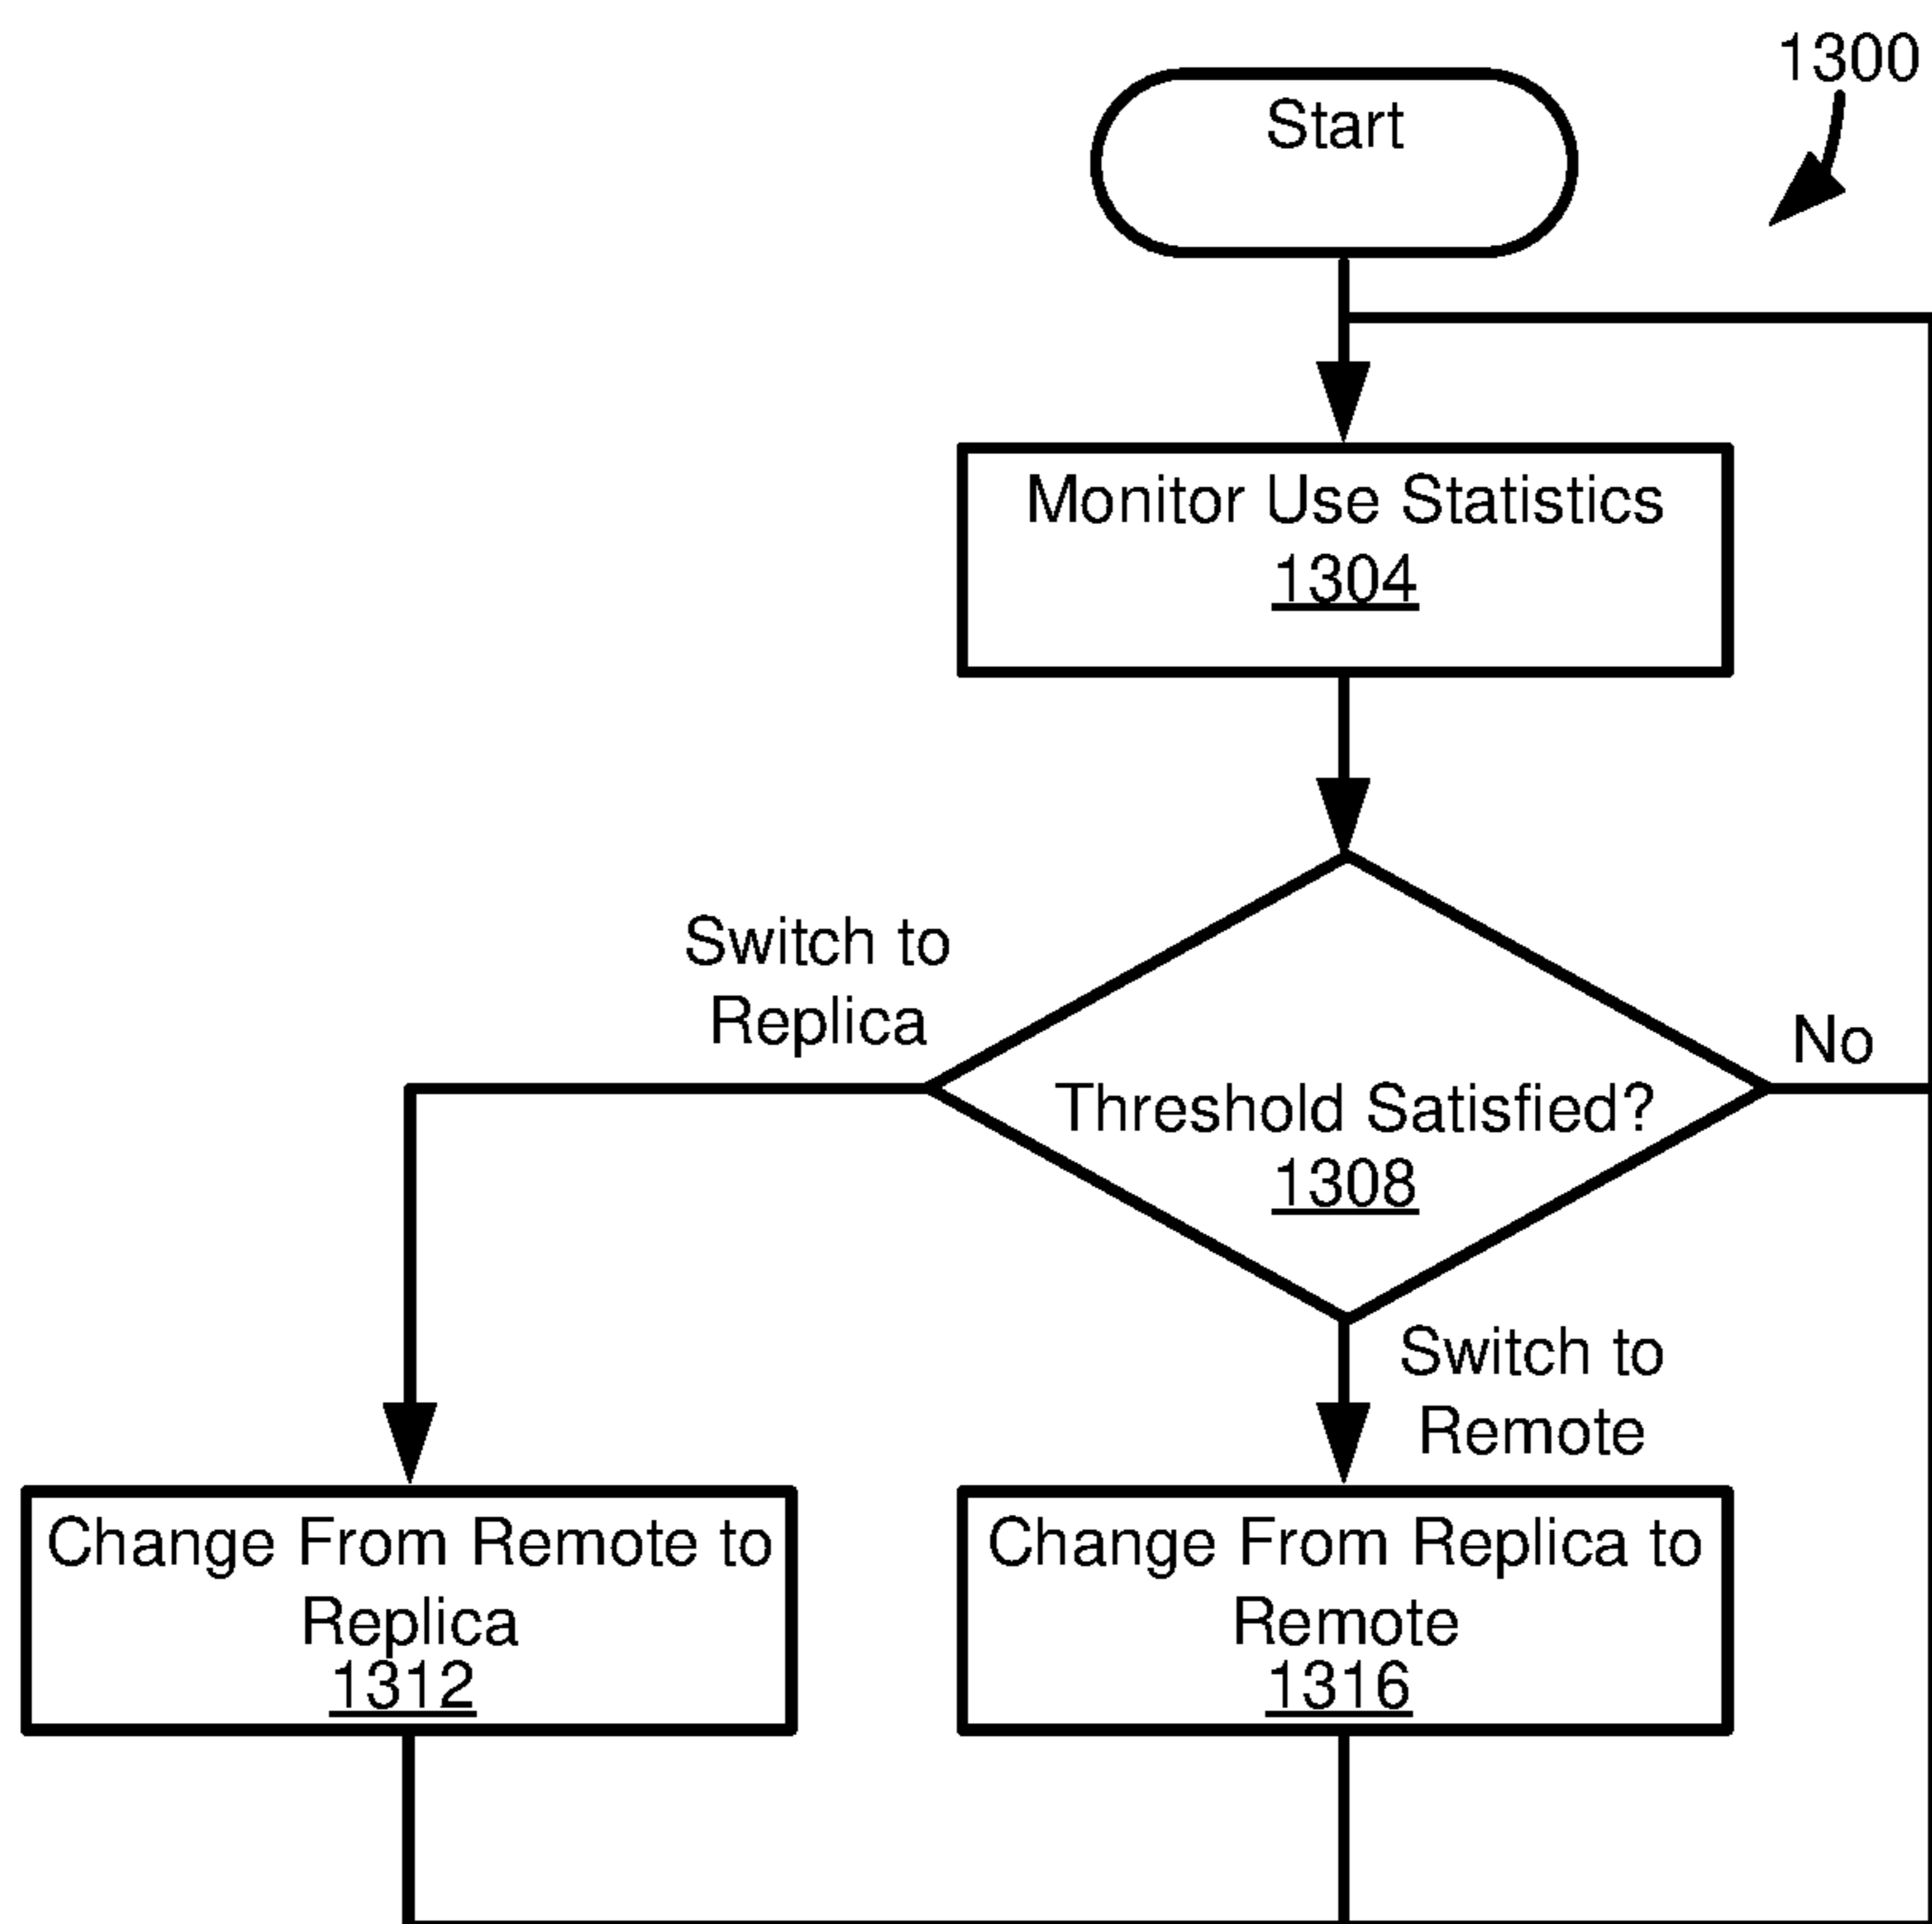 1300
Start
Monitor Use Statistics
1304
Switch to
Replica
No
Threshold Satisfied?
1308
Switch to
Remote
Change From Remote to
Replica
1312
Change From Replica to
Remote
1316